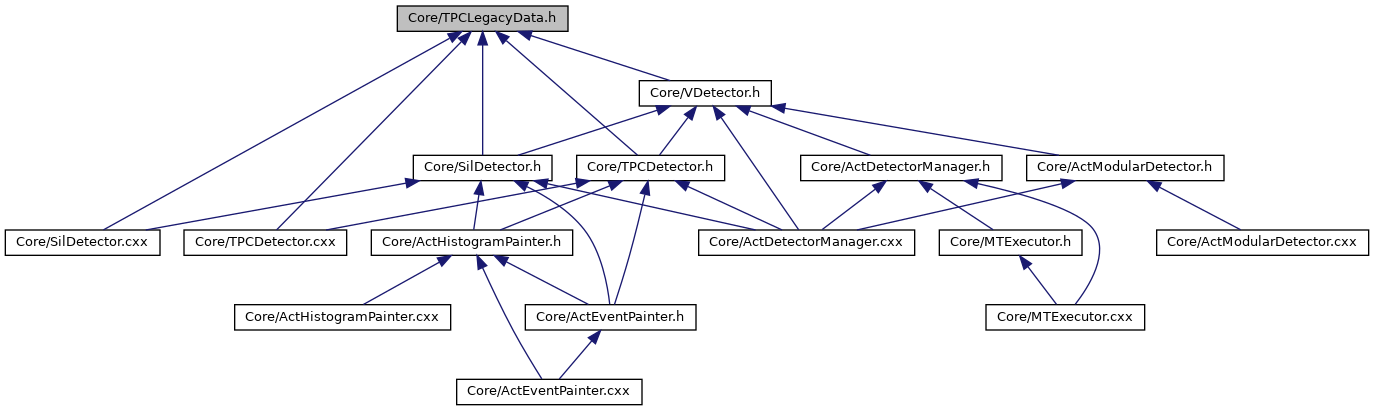 Core/TPCLegacyData.h
Core/VDetector.h
Core/SilDetector.h
Core/TPCDetector.h
Core/ActDetectorManager.h
Core/ActModularDetector.h
Core/SilDetector.cxx
Core/TPCDetector.cxx
Core/ActHistogramPainter.h
Core/ActDetectorManager.cxx
Core/MTExecutor.h
Core/ActModularDetector.cxx
Core/ActHistogramPainter.cxx
Core/ActEventPainter.h
Core/MTExecutor.cxx
Core/ActEventPainter.cxx